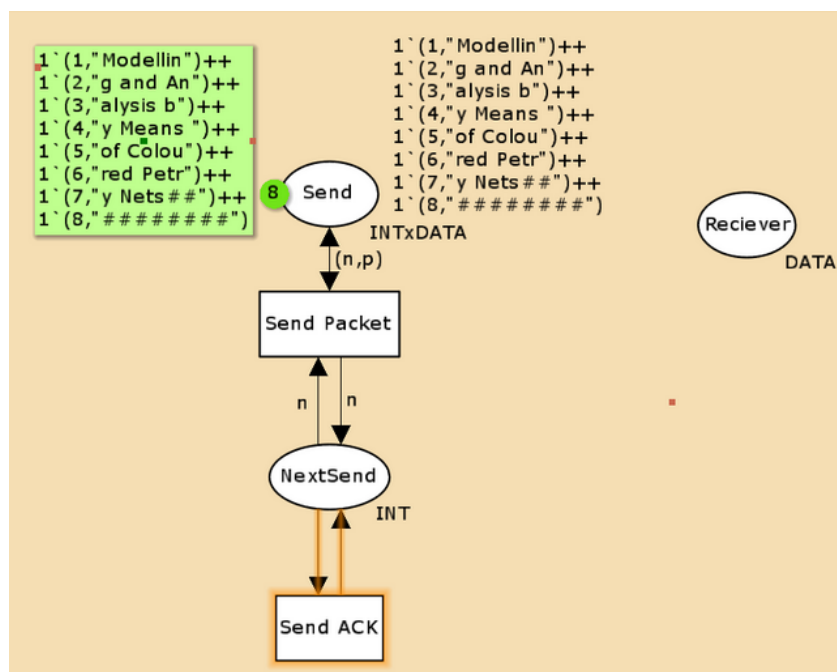 1`(1,"Modellin")++
1`(2,"g and An")++
1`(3,"alysis b")++
1`(4,"y Means ")++
1`(5,"of Colou")++
1`(6,"red Petr")++
1`(7,"y Nets##")++
1`(8,"########")
1`(1,"Modellin")++
1`(2,"g and An")++
1`(3,"alysis b")++
1`(4,"y Means ")++
1`(5,"of Colou")++
1`(6,"red Petr")++
1`(7,"y Nets##")++
1`(8,"########")
8
Send
INTxDATA
Reciever
DATA
(n,p)
Send Packet
n
n
NextSend
INT
Send ACK